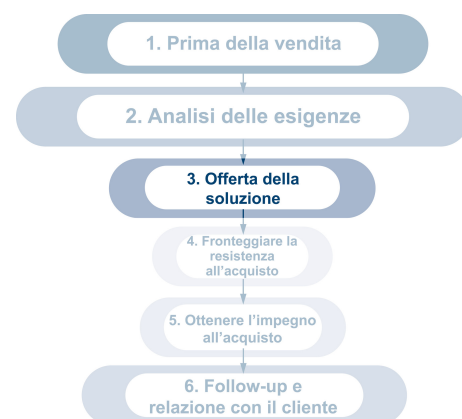 1. Prima della vendita
2. Analisi delle esigenze
3. Offerta della
soluzione
4. Fronteggiare la
resistenza
all'acquisto
5. Ottenere l'impegno
all'acquisto
6. Follow-up e
relazione con il cliente